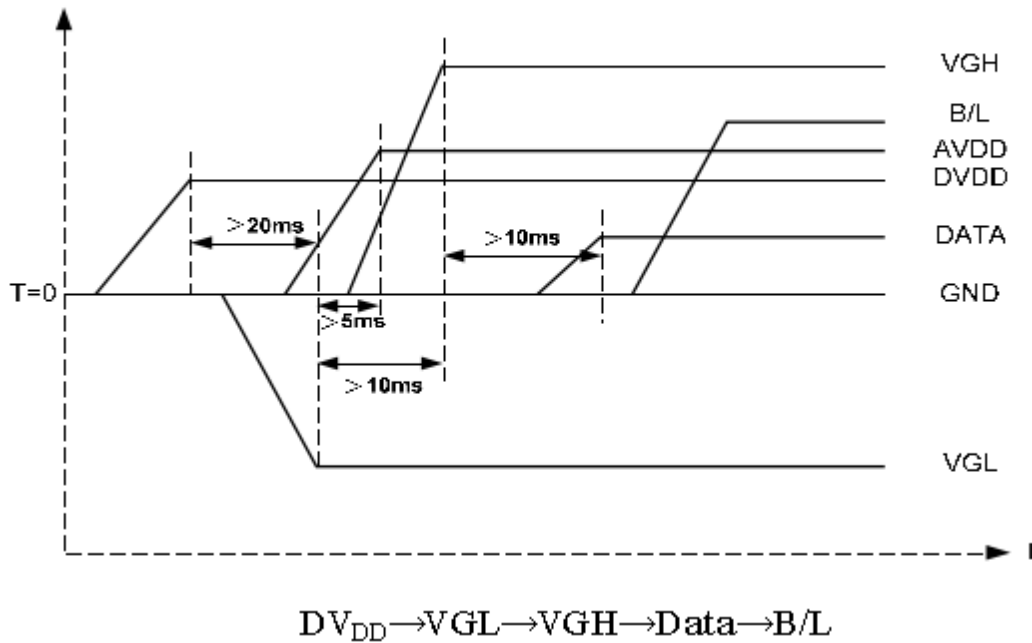 VGH
B/L
AVDD
DVDD
>20ms
>10ms
DATA
T=0
GND
>5ms
>10ms
VGL
DVDD→VGL→VGH→Data→B/L